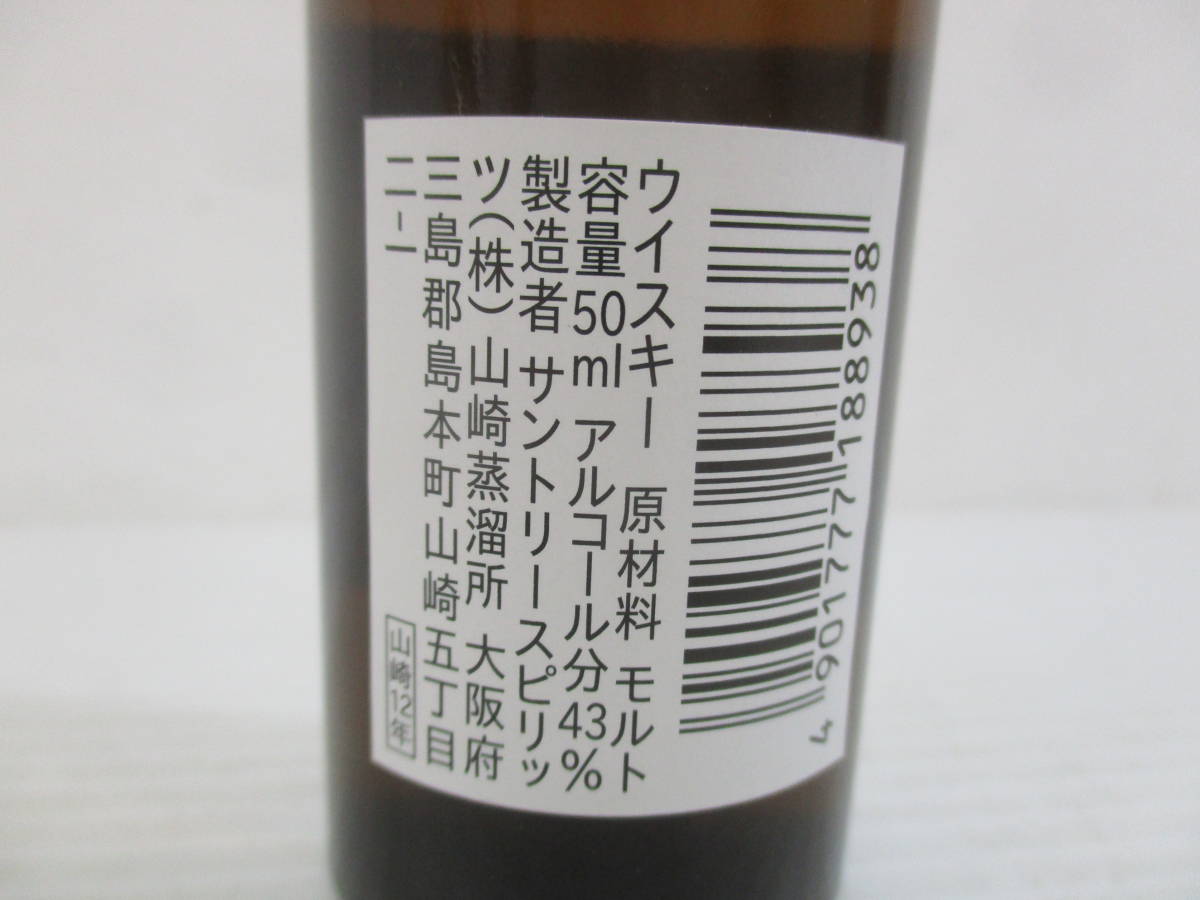 ウイスキー 原材料 モルト
容量50ml アルコール分43%
製造者 サントリースピリッ
ツ(株)山崎蒸溜所 大阪府
三島郡島本町山崎五丁目
二-一
山崎12年
4 901777 188938